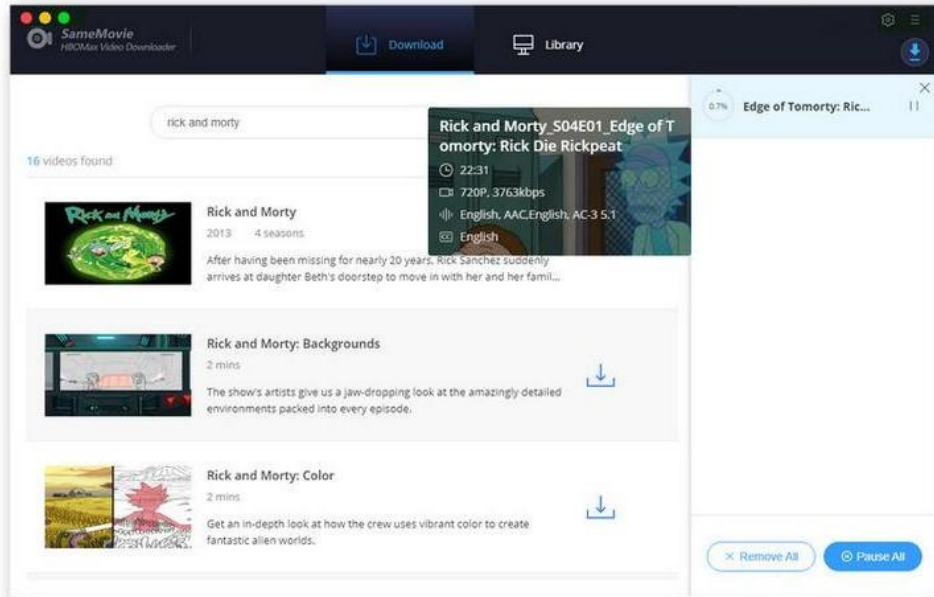 SameMovie
HBOMax Video Downloader
Download
Library
rick and morty
16 videos found
Rick and Morty_S04E01_Edge of T
omorty: Rick Die Rickpeat
22:31
720P, 3763kbps
English, AAC,English, AC-3 5.1
CC English
Rick and Morty
Rick and Morty
2013 4 seasons
After having been missing for nearly 20 years, Rick Sanchez suddenly
arrives at daughter Beth's doorstep to move in with her and her famil...
Rick and Morty: Backgrounds
2 mins
The show's artists give us a jaw-dropping look at the amazingly detailed
environments packed into every episode.
Rick and Morty: Color
2 mins
Get an in-depth look at how the crew uses vibrant color to create
fantastic alien worlds.
0.7%
Edge of Tomorty: Ric...
Remove All
Pause All